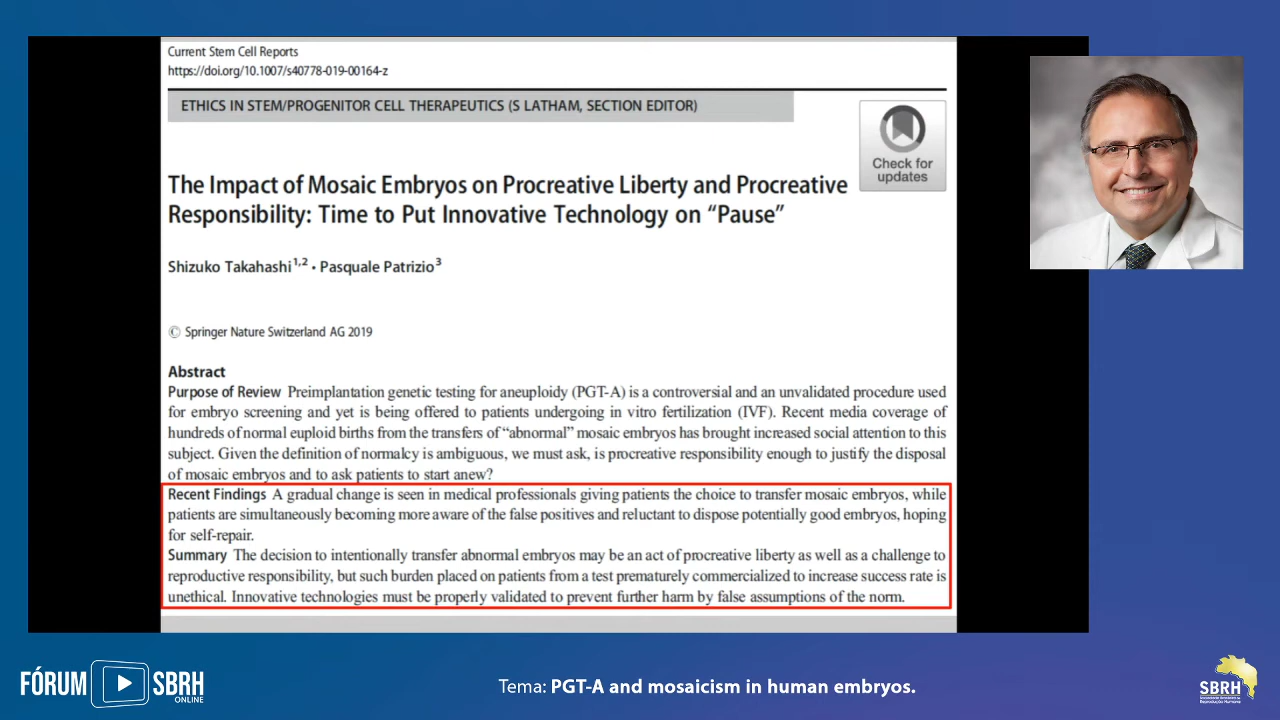 Current Stem Cell Reports
https://doi.org/10.1007/s40778-019-00164-z
ETHICS IN STEM/PROGENITOR CELL THERAPEUTICS (S LATHAM, SECTION EDITOR)
Check for
updates
The Impact of Mosaic Embryos on Procreative Liberty and Procreative
Responsibility: Time to Put Innovative Technology on “Pause”
Shizuko Takahashi1,2 • Pasquale Patrizio3
© Springer Nature Switzerland AG 2019
Abstract
Purpose of Review Preimplantation genetic testing for aneuploidy (PGT-A) is a controversial and an unvalidated procedure used
for embryo screening and yet is being offered to patients undergoing in vitro fertilization (IVF). Recent media coverage of
hundreds of normal euploid births from the transfers of “abnormal” mosaic embryos has brought increased social attention to this
subject. Given the definition of normalcy is ambiguous, we must ask, is procreative responsibility enough to justify the disposal
of mosaic embryos and to ask patients to start anew?
Recent Findings A gradual change is seen in medical professionals giving patients the choice to transfer mosaic embryos, while
patients are simultaneously becoming more aware of the false positives and reluctant to dispose potentially good embryos, hoping
for self-repair.
Summary The decision to intentionally transfer abnormal embryos may be an act of procreative liberty as well as a challenge to
reproductive responsibility, but such burden placed on patients from a test prematurely commercialized to increase success rate is
unethical. Innovative technologies must be properly validated to prevent further harm by false assumptions of the norm.
FÓRUM SBRH
ONLINE
Tema: PGT-A and mosaicism in human embryos.
SBRH
Sociedade Brasileira de
Reprodução Humana